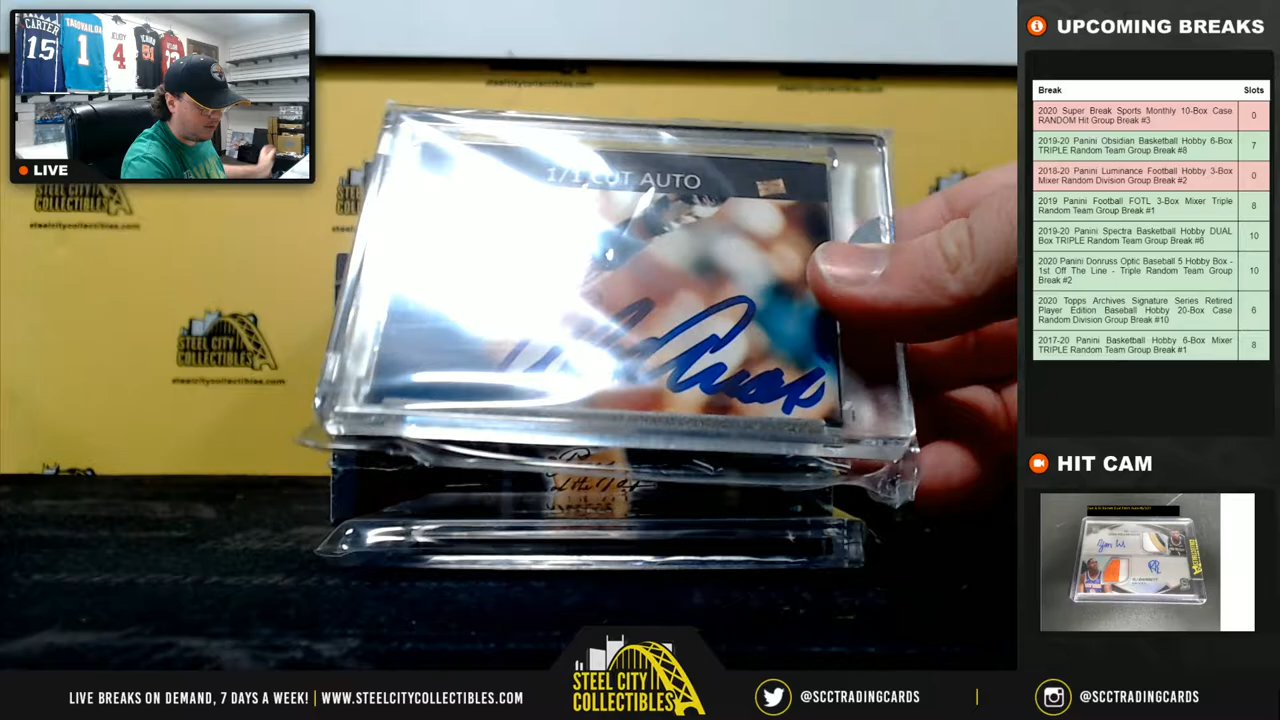 CARTER
15
TAGOVAILOA
1
JEUDY
4
LIVE
1/1 CUT AUTO
STEEL CITY
COLLECTIBLES
steelcitycollectibles.com
UPCOMING BREAKS
Break Slots
2020 Super Break Sports Monthly 10-Box Case
RANDOM Hit Group Break #3 0
2019-20 Panini Obsidian Basketball Hobby 6-Box
TRIPLE Random Team Group Break #8 7
2018-20 Panini Luminance Football Hobby 3-Box
Mixer Random Division Group Break #2 0
2019 Panini Football FOTL 3-Box Mixer Triple
Random Team Group Break #1 8
2019-20 Panini Spectra Basketball Hobby DUAL
Box TRIPLE Random Team Group Break #6 10
2020 Panini Donruss Optic Baseball 5 Hobby Box -
1st Off The Line - Triple Random Team Group
Break #2 10
2020 Topps Archives Signature Series Retired
Player Edition Baseball Hobby 20-Box Case
Random Division Group Break #10 6
2017-20 Panini Baseball Hobby 6-Box Mixer
TRIPLE Random Team Group Break #1 8
HIT CAM
LIVE BREAKS ON DEMAND, 7 DAYS A WEEK! | WWW.STEELCITYCOLLECTIBLES.COM
STEEL CITY
COLLECTIBLES
@SCCTRADINGCARDS | @SCCTRADINGCARDS